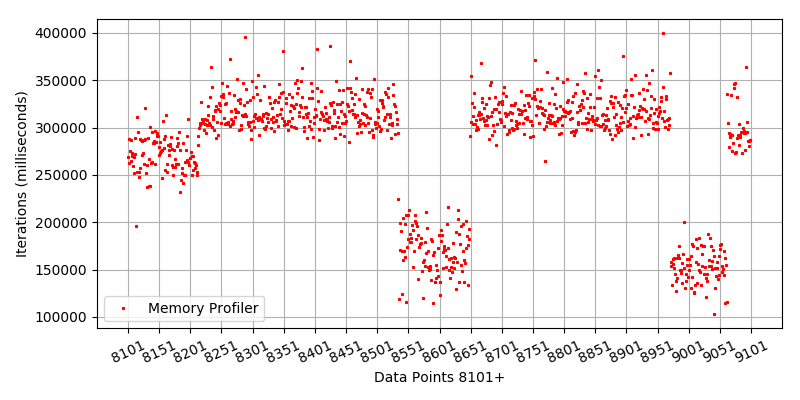 400000
350000
300000
250000
200000
150000
100000
Iterations (milliseconds)
Memory Profiler
8101 8151 8201 8251 8301 8351 8401 8451 8501 8551 8601 8651 8701 8751 8801 8851 8901 8951 9001 9051 9101
Data Points 8101+